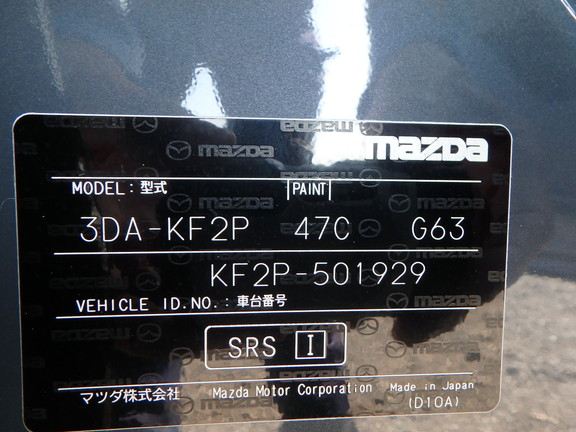 mazda
MODEL:型式 PAINT
3DA-KF2P 47C G63
KF2P-501929
VEHICLE ID.NO.:車台番号
SRS I
マツダ株式会社 Mazda Motor Corporation Made in Japan
(D10A)